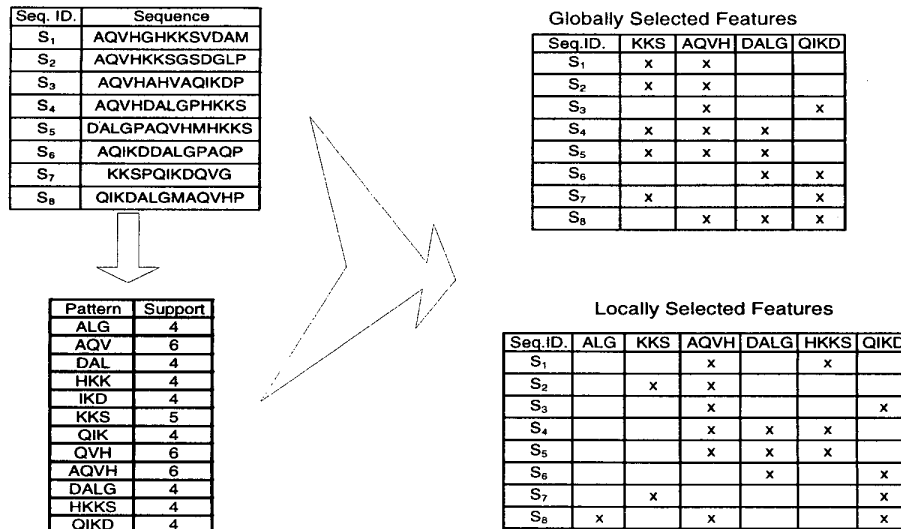 Seq. ID. Sequence
S1 AQVHGHKKSVDAM
S2 AQVHKKSGSDGLP
S3 AQVHAHVAQIKDP
S4 AQVHDALGPHKKS
S5 DALGPAQVHMHKKS
S6 AQIKDDALGPAQP
S7 KKSPQIKDQVG
S8 QIKDALGMAQVHP
Pattern Support
ALG 4
AQV 6
DAL 4
HKK 4
IKD 4
KKS 5
QIK 4
QVH 6
AQVH 6
DALG 4
HKKS 4
QIKD 4
Globally Selected Features
Seq.ID. KKS AQVH DALG QIKD
S1 x x
S2 x x
S3 x x
S4 x x x
S5 x x x
S6 x x
S7 x x
S8 x x x
Locally Selected Features
Seq.ID. ALG KKS AQVH DALG HKKS QIKD
S1 x x
S2 x x
S3 x x
S4 x x x
S5 x x x
S6 x x
S7 x x
S8 x x x